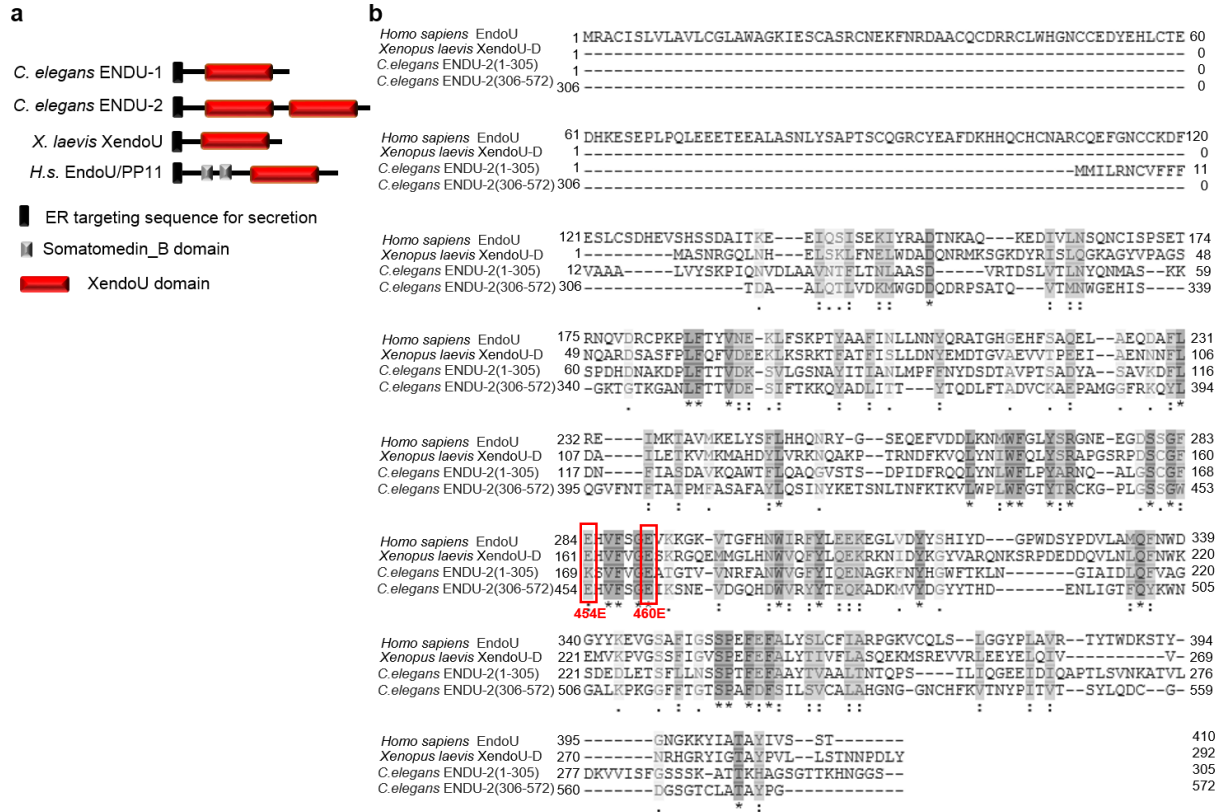 a
C. elegans ENDU-1
C. elegans ENDU-2
X. laevis XendoU
H.s. EndoU/PP11
ER targeting sequence for secretion
Somatomedin_B domain
XendoU domain
b
Homo sapiens EndoU 1 MRACISLVLAVLCGLAWAGKIESCASRCNEKFNRDAACQCDRRCLWHGNCCEDYEHLCTE 60
Xenopus laevis XendoU-D 1 ------------------------------------------------------------ 0
C.elegans ENDU-2(1-305) 1 ------------------------------------------------------------ 0
C.elegans ENDU-2(306-572) 306 ------------------------------------------------------------ 0
Homo sapiens EndoU 61 DHKESEPLPQLEEETEEALASNLYSAPTSCQGRCYEAFDKHHQCHCNARCQEFGNCCKDF 120
Xenopus laevis XendoU-D 1 ------------------------------------------------------------ 0
C.elegans ENDU-2(1-305) 1 -------------------------------------------------MMILRNCVFFF 11
C.elegans ENDU-2(306-572) 306 ------------------------------------------------------------ 0
Homo sapiens EndoU 121 ESLCSDHEVSHSSDAITKE---EIQSISEKIYRADTNKAQ----KEDIVLNSQNCISPSET 174
Xenopus laevis XendoU-D 1 ---------MASNRGQLNH---ELSKLFNELWDADQNRMKSGKDYRISLQGKAGYVPAGS 48
C.elegans ENDU-2(1-305) 12 VAAA---LVYSKPIQNVDLAAVNTFLTNLAASD-----VRTDSLVTLNYQNMAS-KK 59
C.elegans ENDU-2(306-572) 306 -----------------TD---ALQTLVDKMWGDDQDRPSATQ---VTMNWGEHIS---- 339
. :..: :: * : ::
Homo sapiens EndoU 175 RNQVDRCPKPLFTYVNE-KLFSKPTYAAFINLLNNYQRATGHGEHFSAQEL--AEQDAFL 231
Xenopus laevis XendoU-D 49 NQARDSASFPLFQFVDEEKLKSRKTFATFISLLDNYEMDTGVAEVVTPEEI--AENNNFL 106
C.elegans ENDU-2(1-305) 60 SPDHDNAKDPLFTTVDK-SVLGSNAYITIANLMPFFNYDSDTAVPTSADYA--SAVKDFL 116
C.elegans ENDU-2(306-572) 340 -GKTGTKGANLFTTVDE-SIFTKKQYADLITT---YTQDLFTADVCKAEPAMGGFRKQYL 394
. ** *:: .: : : . : . . : . . :*
Homo sapiens EndoU 232 RE----IMKTAVMKELYSFLHHQNRY-G--SEQEFVDDLKNMWFGLYSRGNE-EGDSSGF 283
Xenopus laevis XendoU-D 107 DA----ILETKVMKMAHDYLVRKNQAKP--TRNDFKVQLYNIWFQLYSRAPGSRPDSCGF 160
C.elegans ENDU-2(1-305) 117 DN----FIASDAVKQAWTFLQAQGVSTS--DPIDFRQQLYNLWFLPYARNQ--ALGSCGF 168
C.elegans ENDU-2(306-572) 395 QGVFNTFTATPMFASAFAYLQSINYKETSNLTNFKTKVLWPLWFGTYTRCKG-PLGSSGW 453
: : . :* . * :** *:* .*.*:
Homo sapiens EndoU 284 EHVFSGEVKKGK-VTGFHNWIRFYLEEKEGLVDYYSHIYD--GPWDSYPDVLAMQFNWD 339
Xenopus laevis XendoU-D 161 EHVFVGESKRGQEMMGLHNWVQFYLQEKRKNIDYKGYVARQNKSRPDEDDQVLNLQFNWK 220
C.elegans ENDU-2(1-305) 169 KSVFVGEATGTV-VNRFANWVGFYIQENAGKFNYHGWFTKLN-----GIAIDLQFVAG 220
C.elegans ENDU-2(306-572) 454 EHVFSGEIKSNE-VDGQHDWVRYYTQEKADKMVYDGYYTHD------ENLIGTFQYKWN 505
: ** *. . :*: :* :*: . * :*:
454E 460E
Homo sapiens EndoU 340 GYYKEVGSAFIGSSPEFEFALYSLCFIARPGKVCQLS--LGGYPLAVR--TYTWDKSTY- 394
Xenopus laevis XendoU-D 221 EMVKPVGSSFIGVSPEFEFALYTIVFLASQEKMSREVVRLEEYELQIV---------V- 269
C.elegans ENDU-2(1-305) 221 SDEDLETSFLLNSSPTFEFAAYTVAALTNTQPS----LIQGEEIDIQAPTLSVNKATVL 276
C.elegans ENDU-2(306-572) 506 GALKPKGGFFTGTSPAFDFSILSVCALAHGNG-GNCHFKVTNYPITVT--SYLQDC--G- 559
. . : . ** *:*: :: :: : : :
Homo sapiens EndoU 395 -------GNGKKYIATAYIVS--ST------- 410
Xenopus laevis XendoU-D 270 -------NRHGRYIGTAYPVL--LSTNNPDLY 292
C.elegans ENDU-2(1-305) 277 DKVVISFGSSSK-ATTKHAGSGTTKHNGGS- 305
C.elegans ENDU-2(306-572) 560 -------DGSGTCLATAYPG----------- 572
. * :